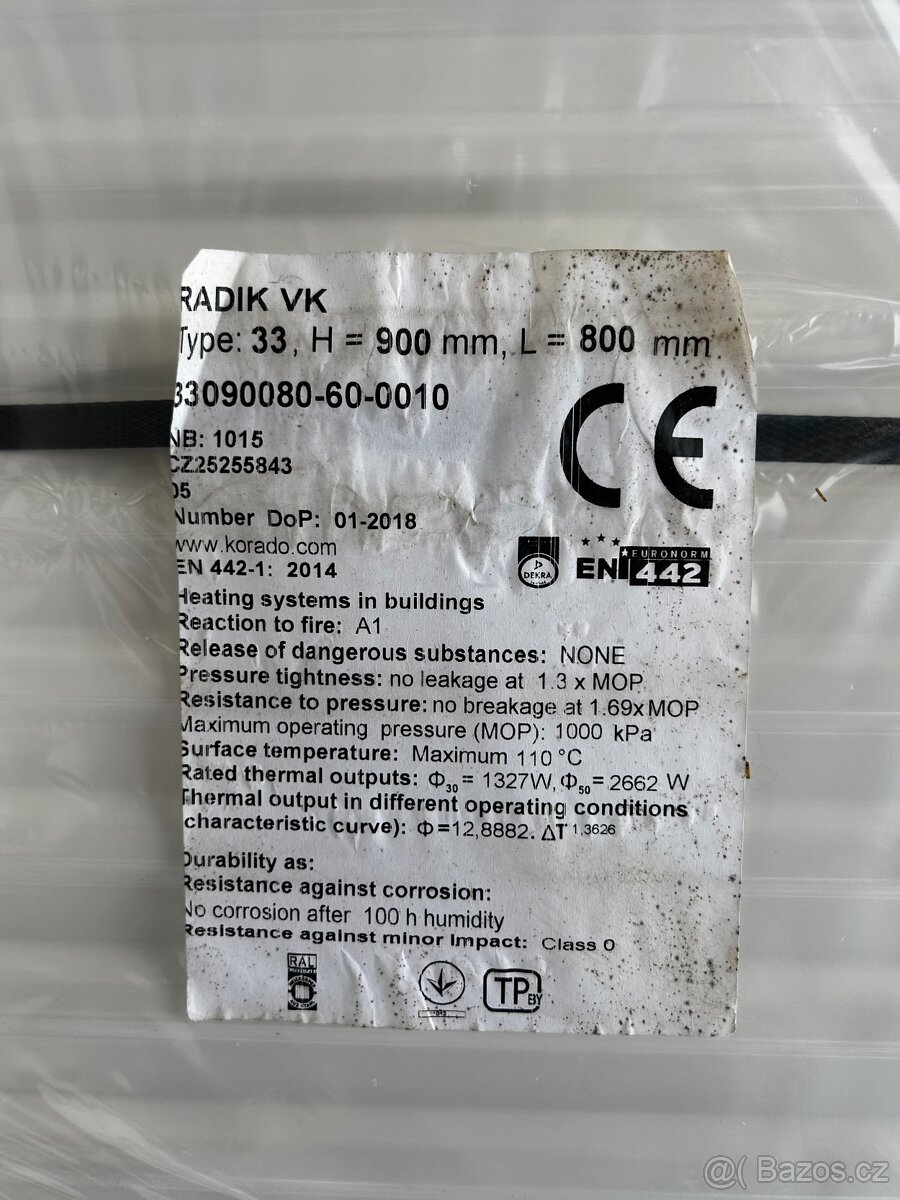 RADIK VK
Type: 33, H = 900 mm, L = 800 mm
33090080-60-0010
NB: 1015
CZ25255843
05
Number DoP: 01-2018
www.korado.com
EN 442-1: 2014
CE
DEKRA
EN EURONORM 442
Heating systems in buildings
Reaction to fire: A1
Release of dangerous substances: NONE
Pressure tightness: no leakage at 1.3 x MOP
Resistance to pressure: no breakage at 1.69xMOP
Maximum operating pressure (MOP): 1000 kPa
Surface temperature: Maximum 110 °C
Rated thermal outputs: Φ₃₀ = 1327W, Φ₅₀ = 2662 W
Thermal output in different operating conditions
(characteristic curve): Φ=12,8882. ΔT 1,3626
Durability as:
Resistance against corrosion:
No corrosion after 100 h humidity
Resistance against minor Impact: Class 0
RAL
TP BY
@( Bazos.cz